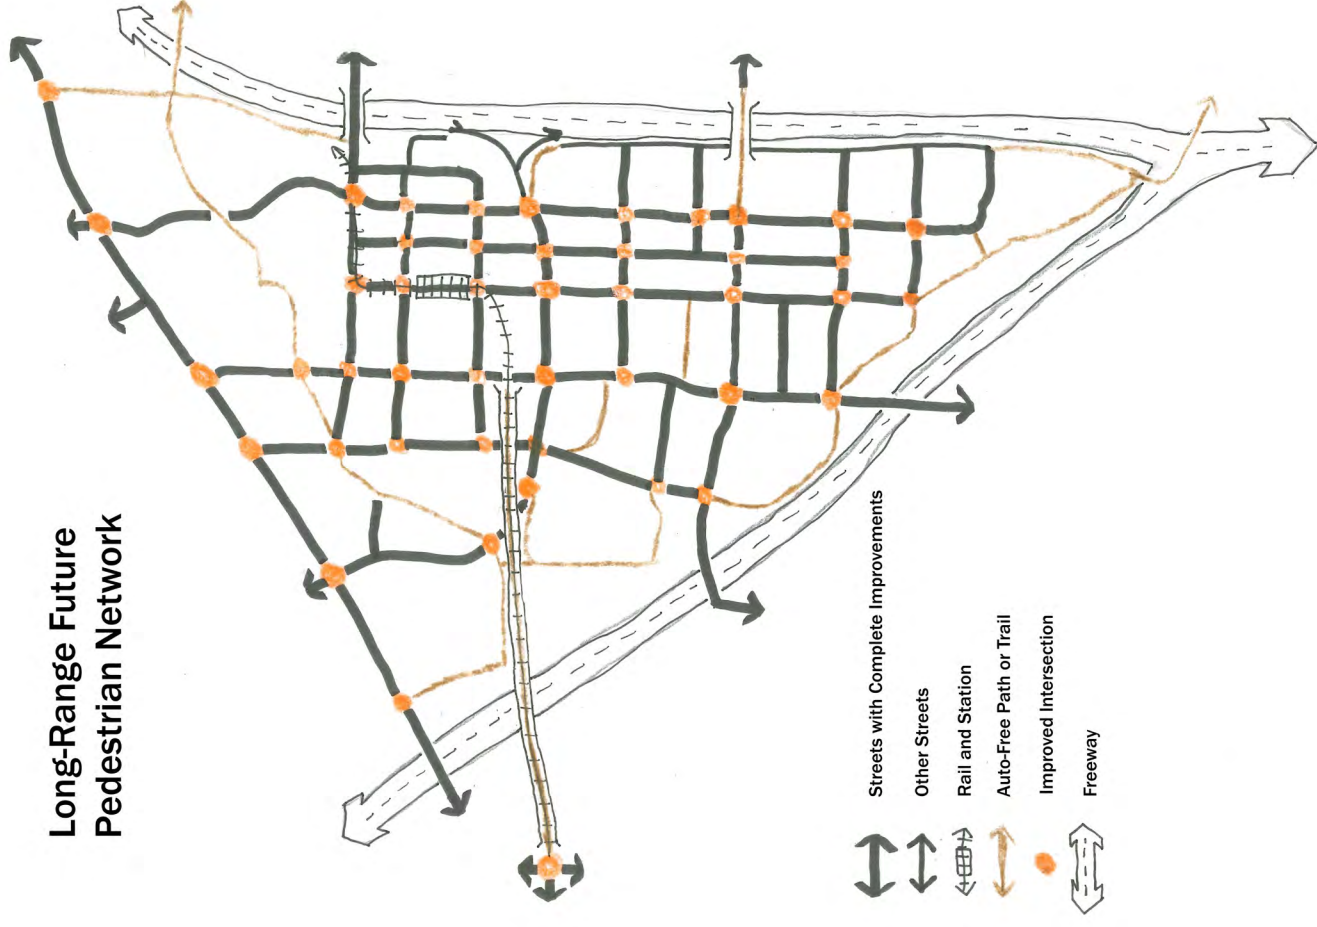 Long-Range Future
Pedestrian Network
Streets with Complete Improvements
Other Streets
Rail and Station
Auto-Free Path or Trail
Improved Intersection
Freeway